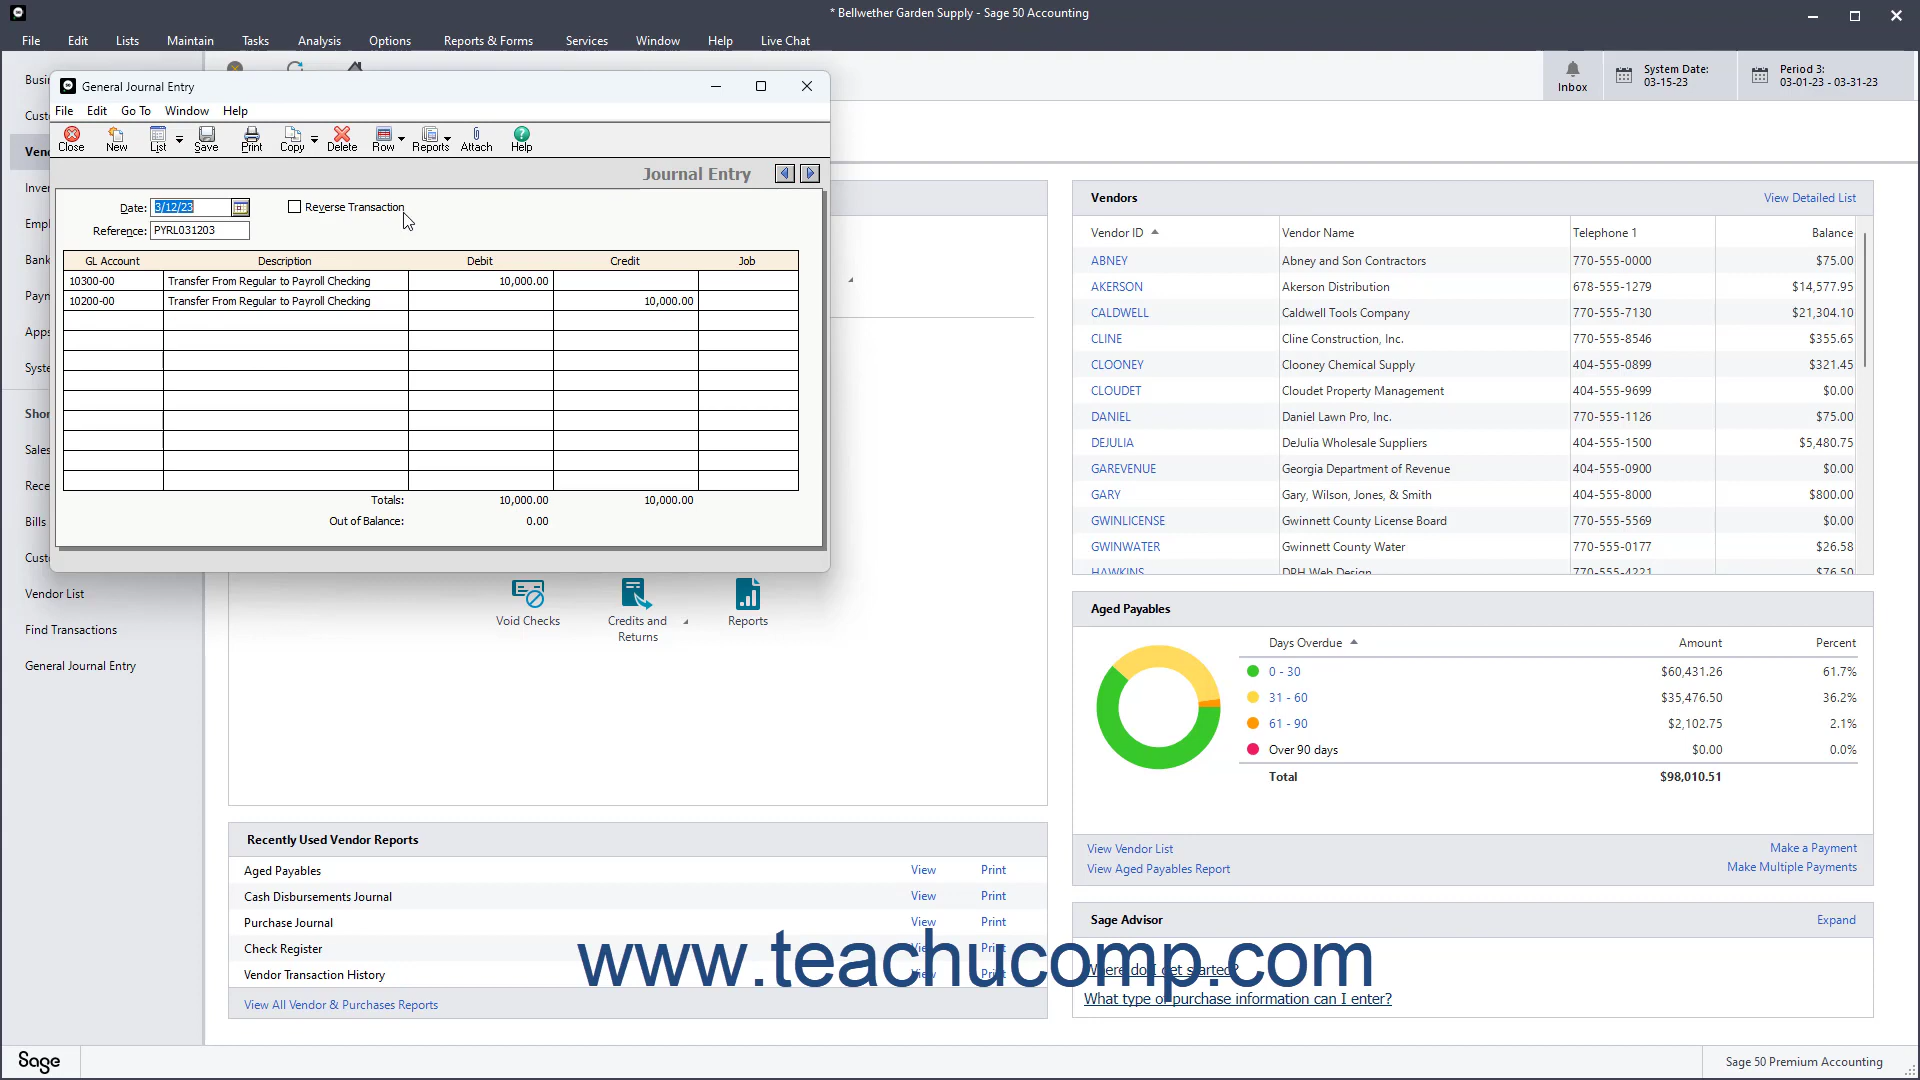 * Bellwether Garden Supply - Sage 50 Accounting
File Edit Lists Maintain Tasks Analysis Options Reports & Forms Services Window Help Live Chat
Inbox
System Date:
03-15-23
Period 3:
03-01-23 - 03-31-23
General Journal Entry
File Edit Go To Window Help
Close New List Save Print Copy Delete Row Reports Attach Help
Journal Entry
Date: 3/12/23 Reverse Transaction
Reference: PYRL031203
GL Account Description Debit Credit Job
10300-00 Transfer From Regular to Payroll Checking 10,000.00
10200-00 Transfer From Regular to Payroll Checking 10,000.00
Totals: 10,000.00 10,000.00
Out of Balance: 0.00
Vendor List
Find Transactions
General Journal Entry
Void Checks
Credits and
Returns
Reports
Recently Used Vendor Reports
Aged Payables View Print
Cash Disbursements Journal View Print
Purchase Journal View Print
Check Register
Vendor Transaction History
View All Vendor & Purchases Reports
Vendors View Detailed List
Vendor ID Vendor Name Telephone 1 Balance
ABNEY Abney and Son Contractors 770-555-0000 $75.00
AKERSON Akerson Distribution 678-555-1279 $14,577.95
CALDWELL Caldwell Tools Company 770-555-7130 $21,304.10
CLINE Cline Construction, Inc. 770-555-8546 $355.65
CLOONEY Clooney Chemical Supply 404-555-0899 $321.45
CLOUDET Cloudet Property Management 404-555-9699 $0.00
DANIEL Daniel Lawn Pro, Inc. 770-555-1126 $75.00
DEJULIA DeJulia Wholesale Suppliers 404-555-1500 $5,480.75
GAREVENUE Georgia Department of Revenue 404-555-0900 $0.00
GARY Gary, Wilson, Jones, & Smith 404-555-8000 $800.00
GWINLICENSE Gwinnett County License Board 770-555-5569 $0.00
GWINWATER Gwinnett County Water 770-555-0177 $26.58
HAWKINS DPH Web Design 770-555-4221 $76.50
Aged Payables
Days Overdue Amount Percent
0 - 30 $60,431.26 61.7%
31 - 60 $35,476.50 36.2%
61 - 90 $2,102.75 2.1%
Over 90 days $0.00 0.0%
Total $98,010.51
View Vendor List Make a Payment
View Aged Payables Report Make Multiple Payments
Sage Advisor Expand
Where do I get started?
What type of purchase information can I enter?
www.teachucomp.com
Sage
Sage 50 Premium Accounting